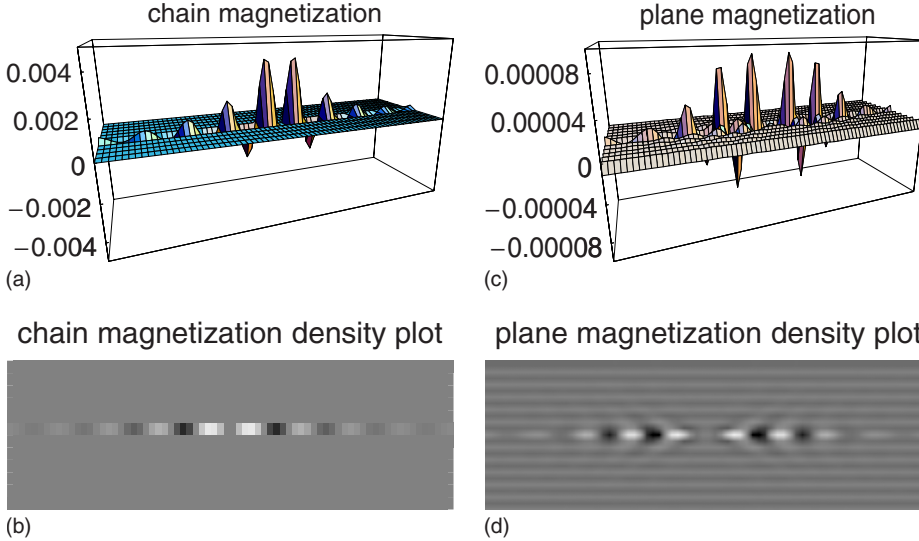 chain magnetization
0.004
0.002
0
−0.002
−0.004
(a)
plane magnetization
0.00008
0.00004
0
−0.00004
−0.00008
(c)
chain magnetization density plot
(b)
plane magnetization density plot
(d)